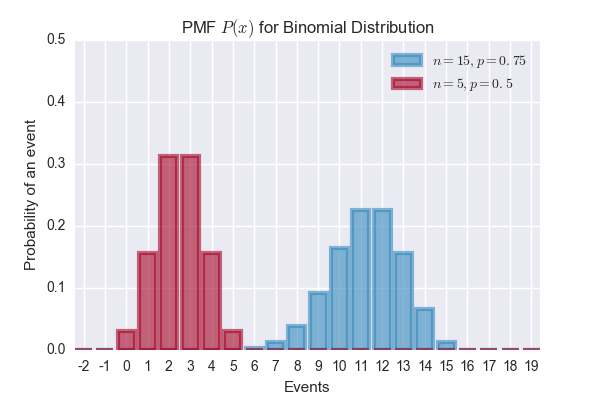 PMF P(x) for Binomial Distribution
0.5
0.4
0.3
0.2
0.1
0.0
Probability of an event
n = 15, p = 0.75
n = 5, p = 0.5
-2 -1 0 1 2 3 4 5 6 7 8 9 10 11 12 13 14 15 16 17 18 19
Events